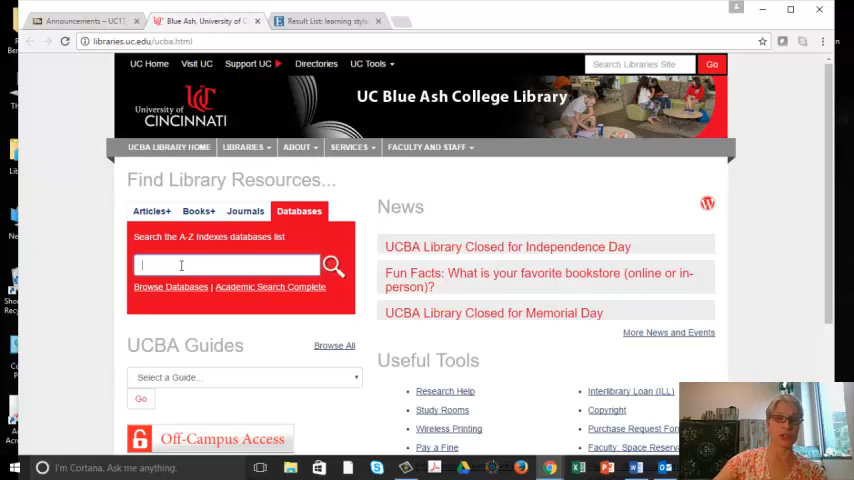 Announcements – UC1T
Blue Ash, University of C
Result List: learning styl
libraries.uc.edu/ucba.html
UC Home Visit UC Support UC Directories UC Tools
Search Libraries Site Go
University of
CINCINNATI
UC Blue Ash College Library
UCBA LIBRARY HOME LIBRARIES ABOUT SERVICES FACULTY AND STAFF
Find Library Resources...
Articles+ Books+ Journals Databases
Search the A-Z Indexes databases list
Browse Databases | Academic Search Complete
News
UCBA Library Closed for Independence Day
Fun Facts: What is your favorite bookstore (online or in-
person)?
UCBA Library Closed for Memorial Day
More News and Events
UCBA Guides Browse All
Select a Guide...
Go
Off-Campus Access
Useful Tools
Research Help
Study Rooms
Wireless Printing
Pay a Fine
Interlibrary Loan (ILL)
Copyright
Purchase Request For
Faculty: Space Reserva
I'm Cortana. Ask me anything.